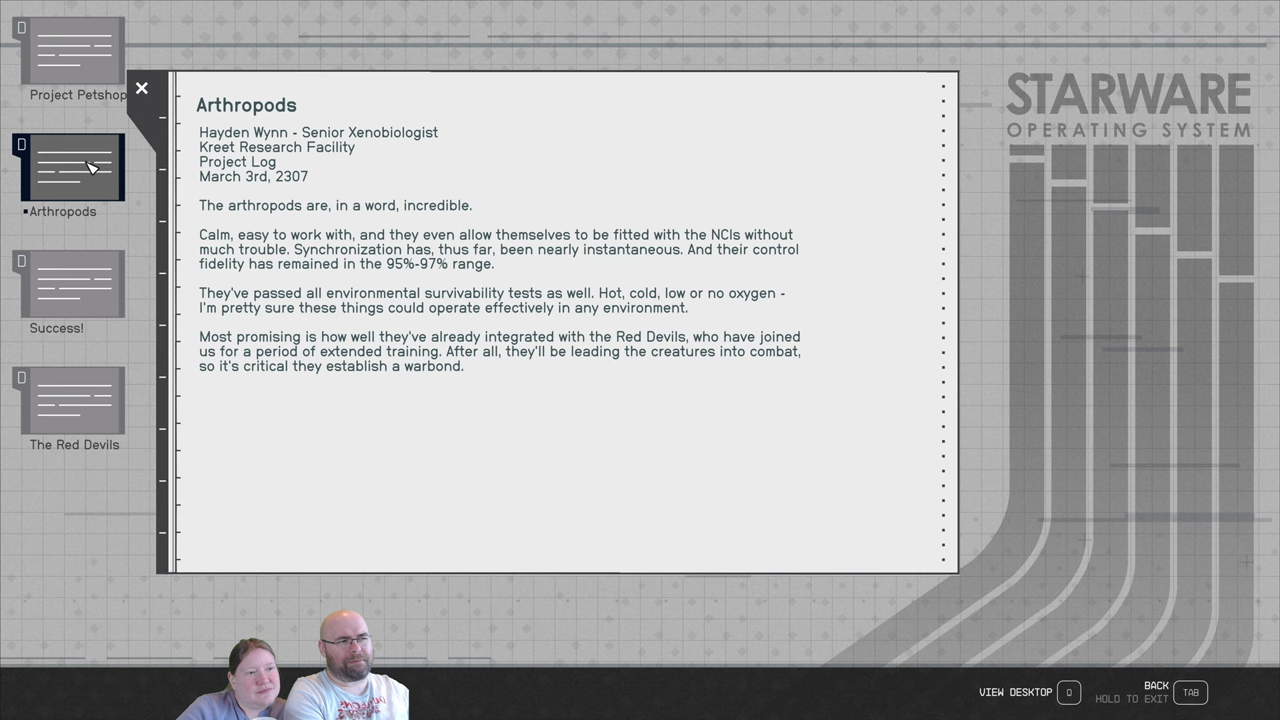 Project Petshop
Arthropods
Success!
The Red Devils
Arthropods
Hayden Wynn - Senior Xenobiologist
Kreet Research Facility
Project Log
March 3rd, 2307
The arthropods are, in a word, incredible.
Calm, easy to work with, and they even allow themselves to be fitted with the NCIs without
much trouble. Synchronization has, thus far, been nearly instantaneous. And their control
fidelity has remained in the 95%-97% range.
They've passed all environmental survivability tests as well. Hot, cold, low or no oxygen -
I'm pretty sure these things could operate effectively in any environment.
Most promising is how well they've already integrated with the Red Devils, who have joined
us for a period of extended training. After all, they'll be leading the creatures into combat,
so it's critical they establish a warbond.
STARWARE
OPERATING SYSTEM
VIEW DESKTOP Q
BACK
HOLD TO EXIT TAB